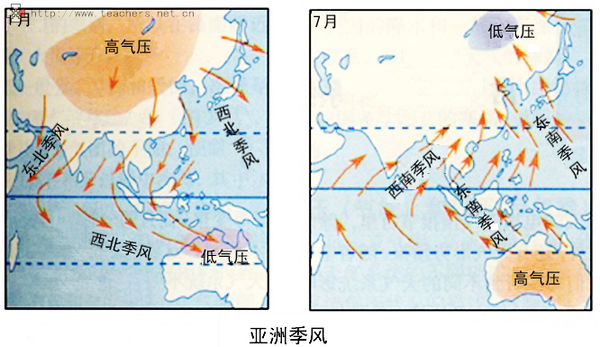 http://www.teachers.net.cn
1月
高气压
西北季风
东北季风
西北季风
低气压
7月
低气压
东南季风
西南季风
东南季风
高气压
亚洲季风